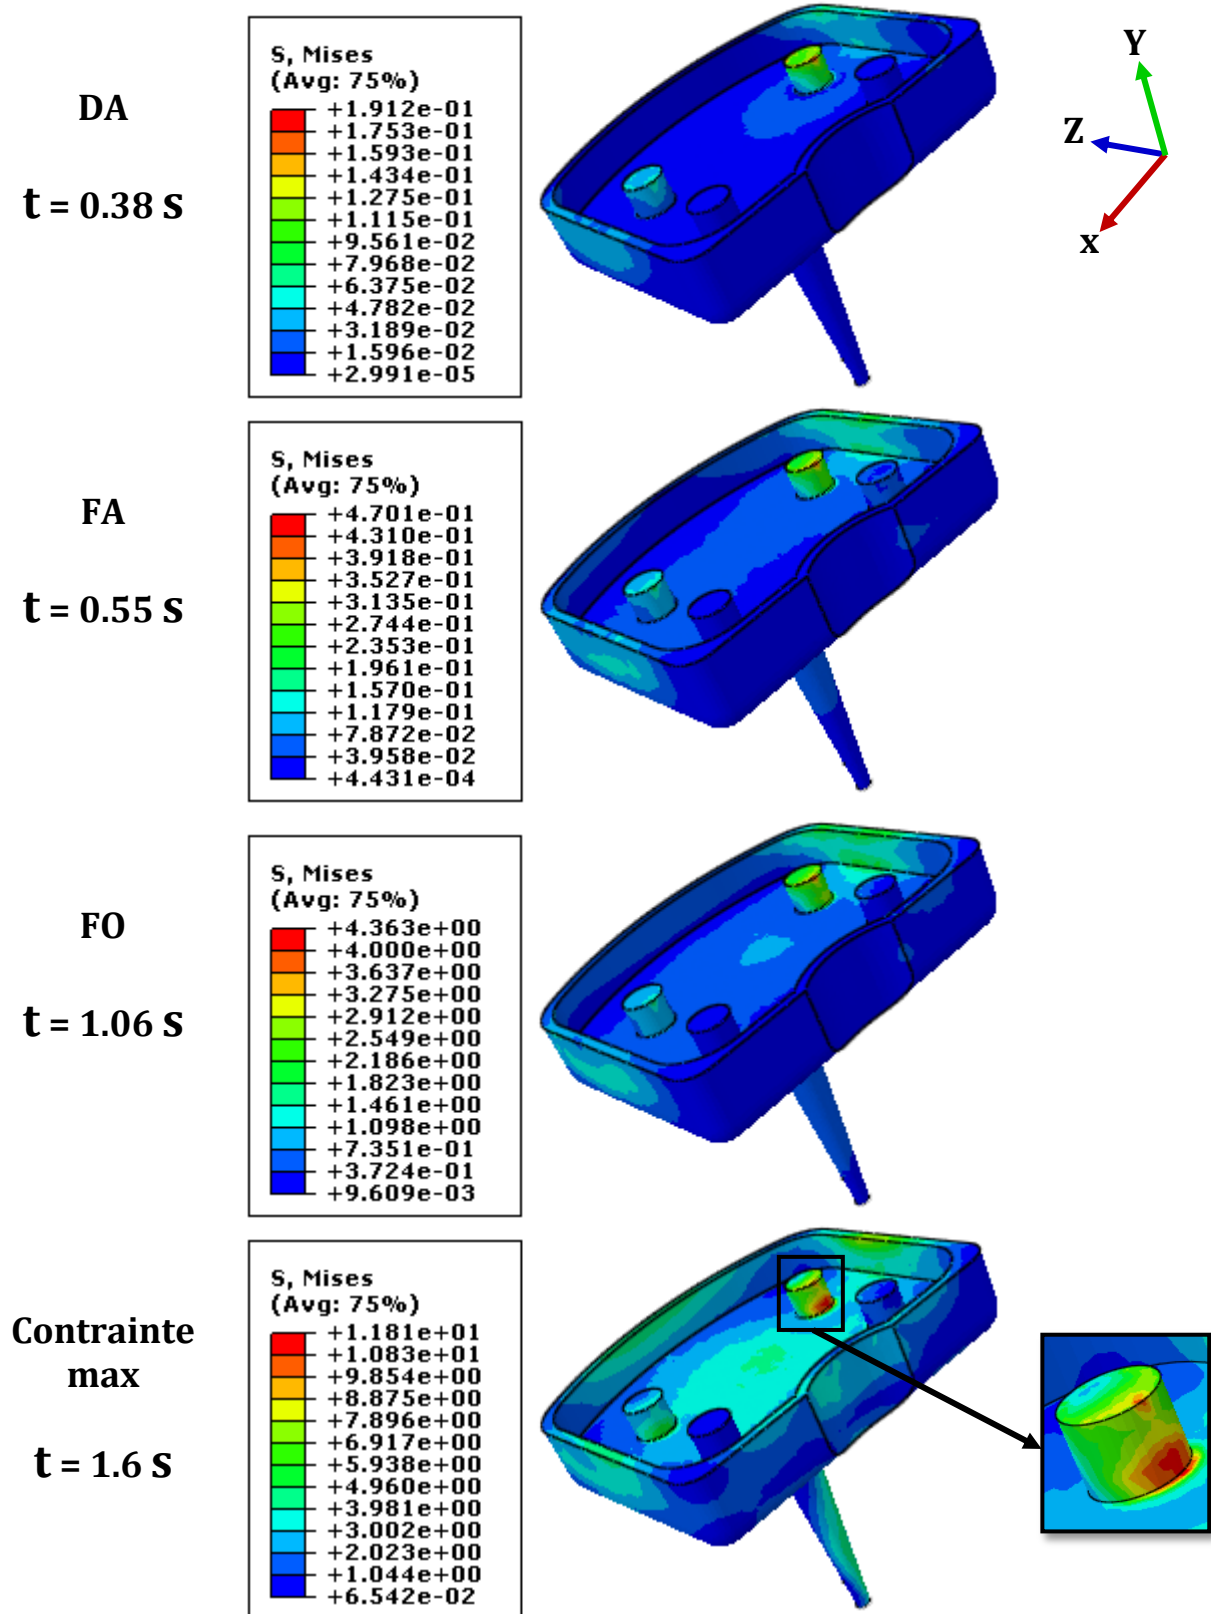 DA
t = 0.38 s
S, Mises
(Avg: 75%)
+1.912e-01
+1.753e-01
+1.593e-01
+1.434e-01
+1.275e-01
+1.115e-01
+9.561e-02
+7.968e-02
+6.375e-02
+4.782e-02
+3.189e-02
+1.596e-02
+2.991e-05
Y
Z
x
FA
t = 0.55 s
S, Mises
(Avg: 75%)
+4.701e-01
+4.310e-01
+3.918e-01
+3.527e-01
+3.135e-01
+2.744e-01
+2.353e-01
+1.961e-01
+1.570e-01
+1.179e-01
+7.872e-02
+3.958e-02
+4.431e-04
FO
t = 1.06 s
S, Mises
(Avg: 75%)
+4.363e+00
+4.000e+00
+3.637e+00
+3.275e+00
+2.912e+00
+2.549e+00
+2.186e+00
+1.823e+00
+1.461e+00
+1.098e+00
+7.351e-01
+3.724e-01
+9.609e-03
Contrainte
max
t = 1.6 s
S, Mises
(Avg: 75%)
+1.181e+01
+1.083e+01
+9.854e+00
+8.875e+00
+7.896e+00
+6.917e+00
+5.938e+00
+4.960e+00
+3.981e+00
+3.002e+00
+2.023e+00
+1.044e+00
+6.542e-02